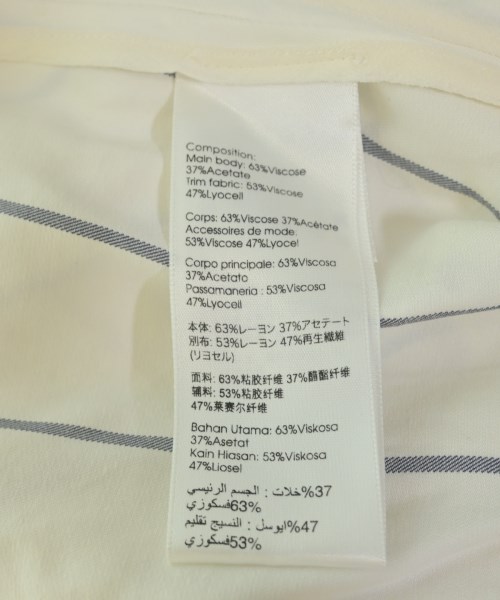 Composition:
Main body: 63%Viscose
37%Acetate
Trim fabric: 53%Viscose
47%Lyocell
Corps: 63%Viscose 37%Acétate
Accessoires de mode:
53%Viscose 47%Lyocel
Corpo principale: 63%Viscosa
37%Acetato
Passamaneria : 53%Viscosa
47%Lyocell
本体: 63%レーヨン 37%アセテート
別布: 53%レーヨン 47%再生繊維
(リヨセル)
面料: 63%粘胶纤维 37%醋酯纤维
辅料: 53%粘胶纤维
47%莱赛尔纤维
Bahan Utama: 63%Viskosa
37%Asetat
Kain Hiasan: 53%Viskosa
47%Liosel
37%خلات : الجسم الرئيسي
63%فسكوزي
47%ليوسل : النسيج تقليم
53%فسكوزي